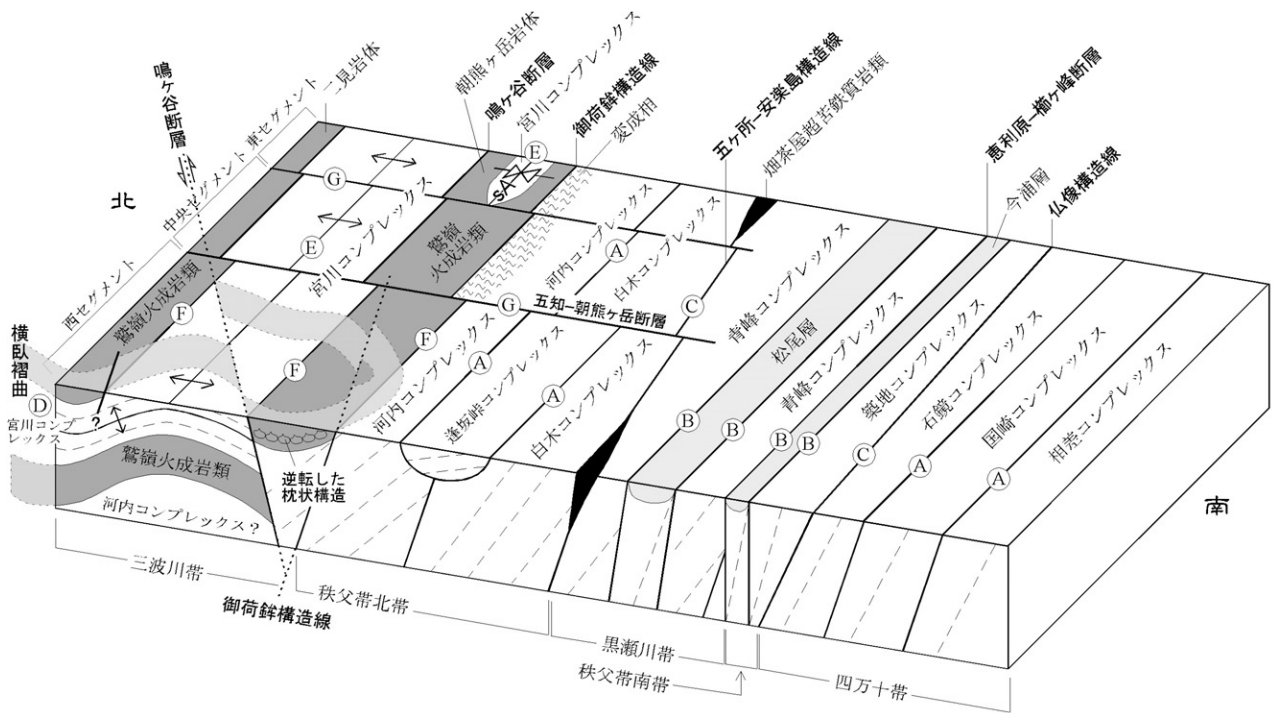 鳴ヶ谷断層
西セグメント
中央セグメント
東セグメント
二見岩体
朝熊ヶ岳岩体
鳴ヶ谷断層
宮川コンプレックス
御荷鉾構造線
変成相
五ヶ所−安楽島構造線
畑茶屋超苦鉄質岩類
恵利原−櫛ヶ峰断層
今浦層
仏像構造線
北
南
G
E
E
SA
鷲嶺火成岩類
F
宮川コンプレックス
鷲嶺
火成岩類
河内コンプレックス
A
白木コンプレックス
G
五知−朝熊ヶ岳断層
C
横臥褶曲
D
宮川コンプ
レックス
?
鷲嶺火成岩類
河内コンプレックス?
逆転した
枕状構造
F
F
河内コンプレックス
A
逢坂峠コンプレックス
A
白木コンプレックス
青峰コンプレックス
松尾層
B
青峰コンプレックス
B
B
築地コンプレックス
B
C
石鏡コンプレックス
A
国崎コンプレックス
A
相差コンプレックス
三波川帯
御荷鉾構造線
秩父帯北帯
黒瀬川帯
秩父帯南帯
四万十帯